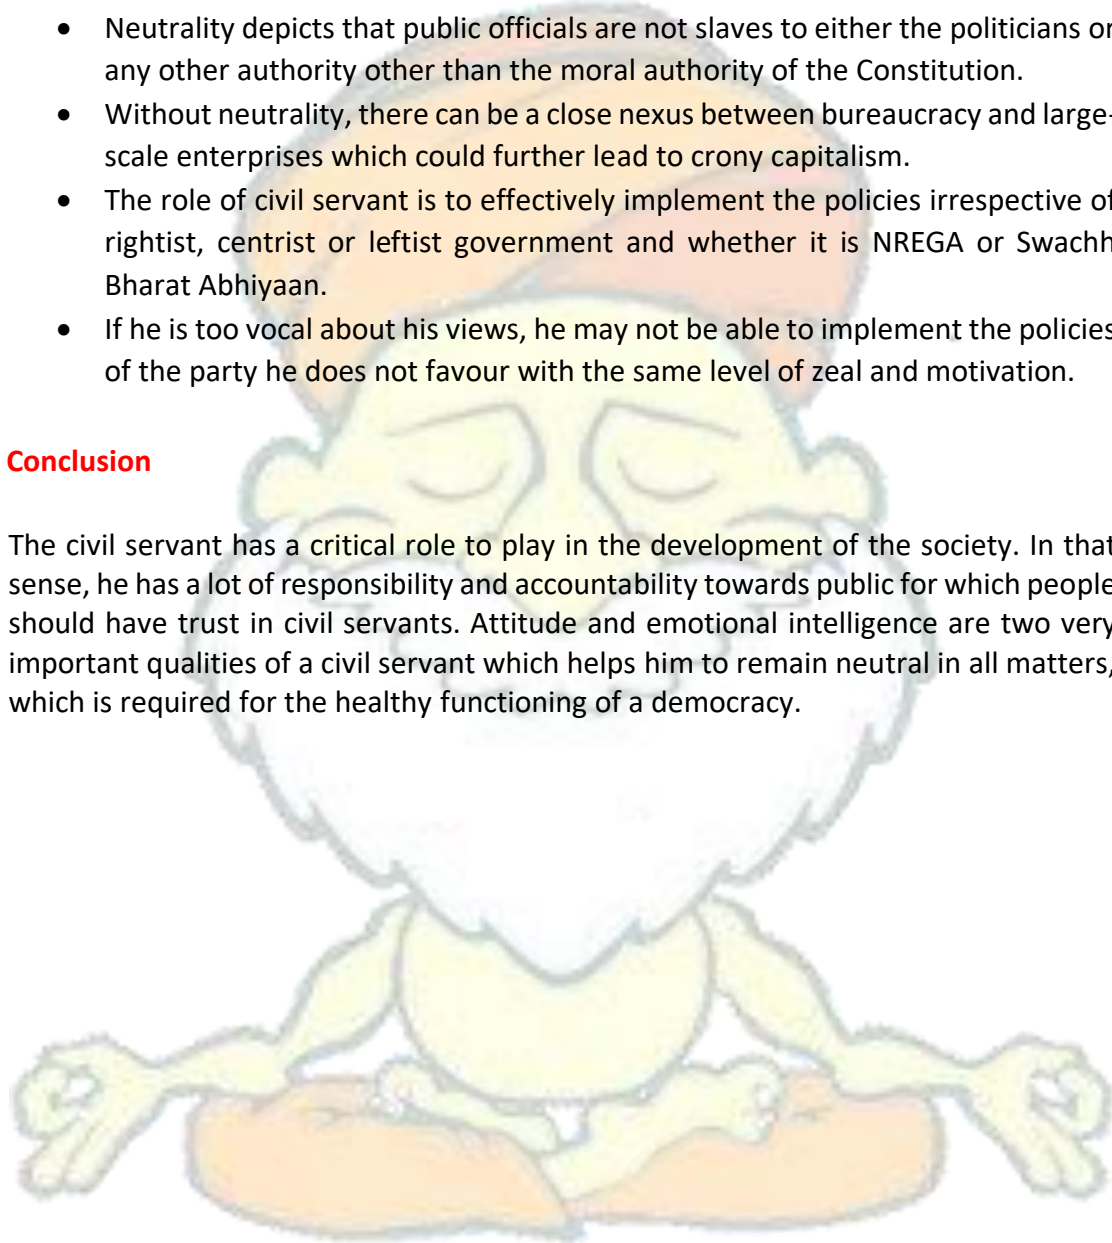 • Neutrality depicts that public officials are not slaves to either the politicians or
any other authority other than the moral authority of the Constitution.
• Without neutrality, there can be a close nexus between bureaucracy and large-
scale enterprises which could further lead to crony capitalism.
• The role of civil servant is to effectively implement the policies irrespective of
rightist, centrist or leftist government and whether it is NREGA or Swachh
Bharat Abhiyaan.
• If he is too vocal about his views, he may not be able to implement the policies
of the party he does not favour with the same level of zeal and motivation.
Conclusion
The civil servant has a critical role to play in the development of the society. In that
sense, he has a lot of responsibility and accountability towards public for which people
should have trust in civil servants. Attitude and emotional intelligence are two very
important qualities of a civil servant which helps him to remain neutral in all matters,
which is required for the healthy functioning of a democracy.